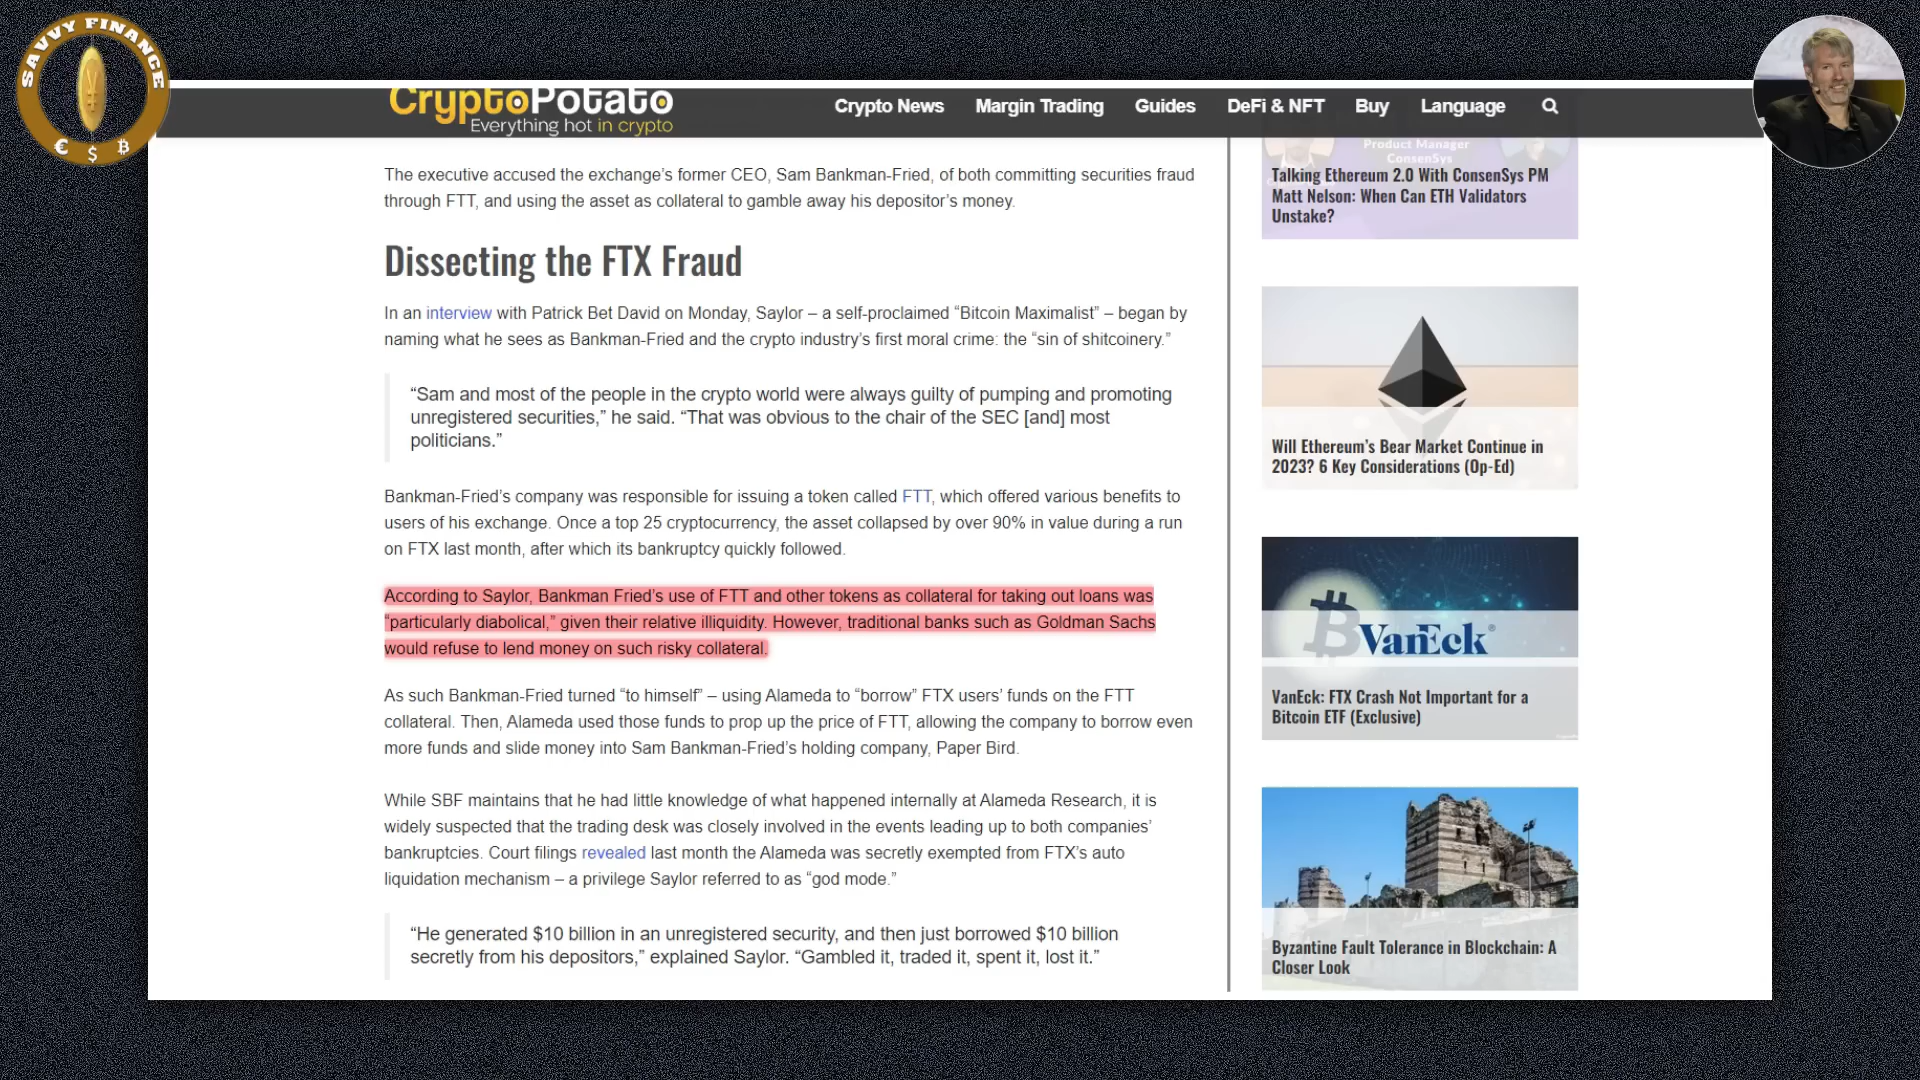 SAVVY FINANCE
€ $ ₿
CryptoPotato
Everything hot in crypto
Crypto News Margin Trading Guides DeFi & NFT Buy Language
The executive accused the exchange’s former CEO, Sam Bankman-Fried, of both committing securities fraud
through FTT, and using the asset as collateral to gamble away his depositor’s money.
Dissecting the FTX Fraud
In an interview with Patrick Bet David on Monday, Saylor – a self-proclaimed “Bitcoin Maximalist” – began by
naming what he sees as Bankman-Fried and the crypto industry’s first moral crime: the “sin of shitcoinery.”
“Sam and most of the people in the crypto world were always guilty of pumping and promoting
unregistered securities,” he said. “That was obvious to the chair of the SEC [and] most
politicians.”
Bankman-Fried’s company was responsible for issuing a token called FTT, which offered various benefits to
users of his exchange. Once a top 25 cryptocurrency, the asset collapsed by over 90% in value during a run
on FTX last month, after which its bankruptcy quickly followed.
According to Saylor, Bankman Fried’s use of FTT and other tokens as collateral for taking out loans was
“particularly diabolical,” given their relative illiquidity. However, traditional banks such as Goldman Sachs
would refuse to lend money on such risky collateral.
As such Bankman-Fried turned “to himself” – using Alameda to “borrow” FTX users’ funds on the FTT
collateral. Then, Alameda used those funds to prop up the price of FTT, allowing the company to borrow even
more funds and slide money into Sam Bankman-Fried’s holding company, Paper Bird.
While SBF maintains that he had little knowledge of what happened internally at Alameda Research, it is
widely suspected that the trading desk was closely involved in the events leading up to both companies’
bankruptcies. Court filings revealed last month the Alameda was secretly exempted from FTX’s auto
liquidation mechanism – a privilege Saylor referred to as “god mode.”
“He generated $10 billion in an unregistered security, and then just borrowed $10 billion
secretly from his depositors,” explained Saylor. “Gambled it, traded it, spent it, lost it.”
Product Manager
ConsenSys
Talking Ethereum 2.0 With ConsenSys PM
Matt Nelson: When Can ETH Validators
Unstake?
Will Ethereum’s Bear Market Continue in
2023? 6 Key Considerations (Op-Ed)
VanEck®
VanEck: FTX Crash Not Important for a
Bitcoin ETF (Exclusive)
Byzantine Fault Tolerance in Blockchain: A
Closer Look